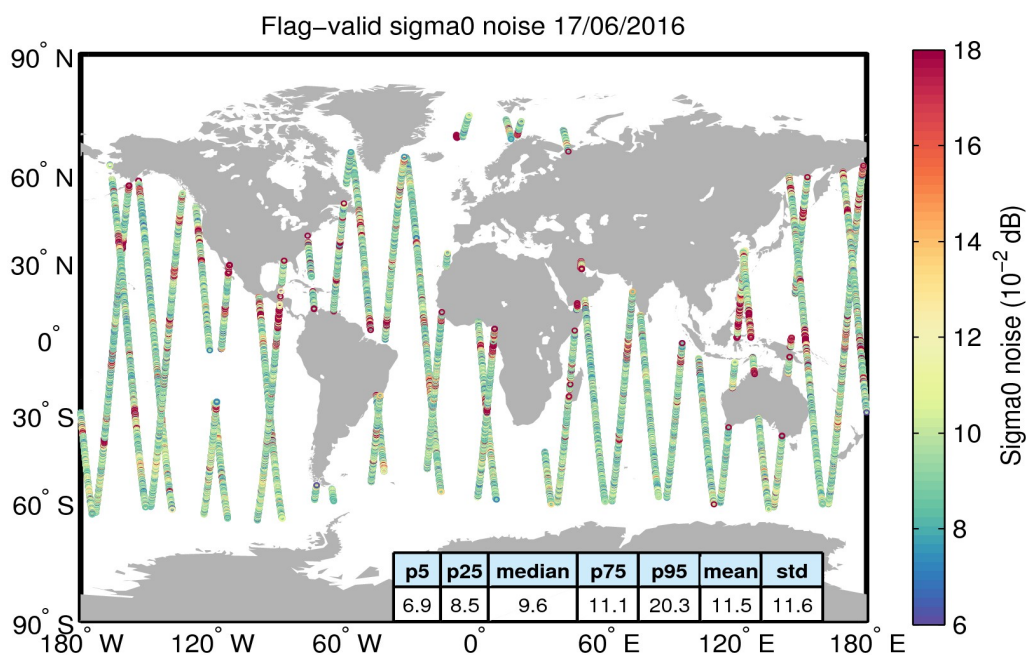 Flag-valid sigma0 noise 17/06/2016
90° N
60° N
30° N
0°
30° S
60° S
90° S
180° W
120° W
60° W
0°
60° E
120° E
180° E
p5 p25 median p75 p95 mean std
6.9 8.5 9.6 11.1 20.3 11.5 11.6
18
16
14
12
10
8
6
Sigma0 noise (10⁻² dB)